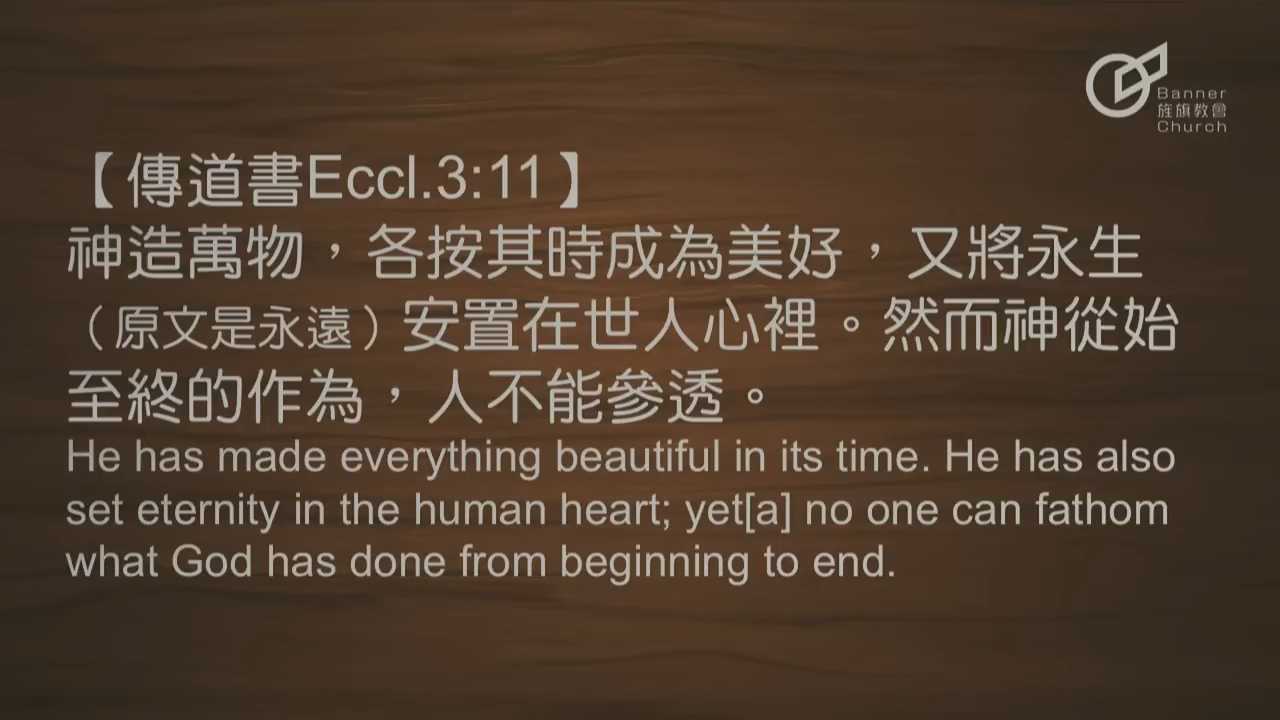 Banner
旌旗教會
Church
【傳道書Eccl.3:11】
神造萬物，各按其時成為美好，又將永生
（原文是永遠）安置在世人心裡。然而神從始
至終的作為，人不能參透。
He has made everything beautiful in its time. He has also
set eternity in the human heart; yet[a] no one can fathom
what God has done from beginning to end.